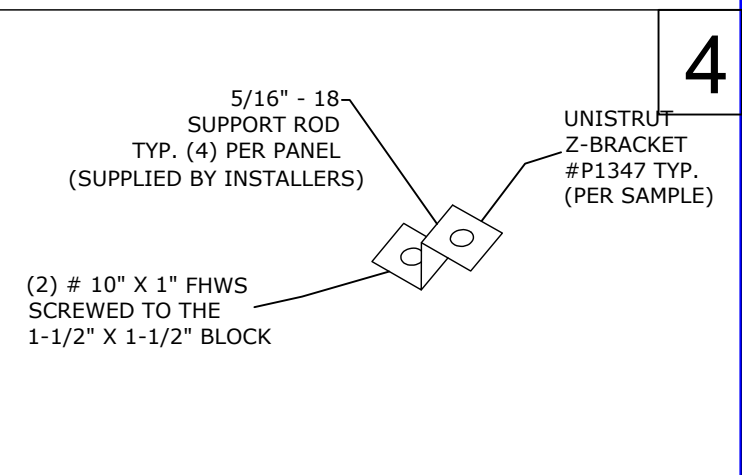 4
5/16" - 18
SUPPORT ROD
TYP. (4) PER PANEL
(SUPPLIED BY INSTALLERS)
UNISTRUT
Z-BRACKET
#P1347 TYP.
(PER SAMPLE)
(2) # 10" X 1" FHWS
SCREWED TO THE
1-1/2" X 1-1/2" BLOCK